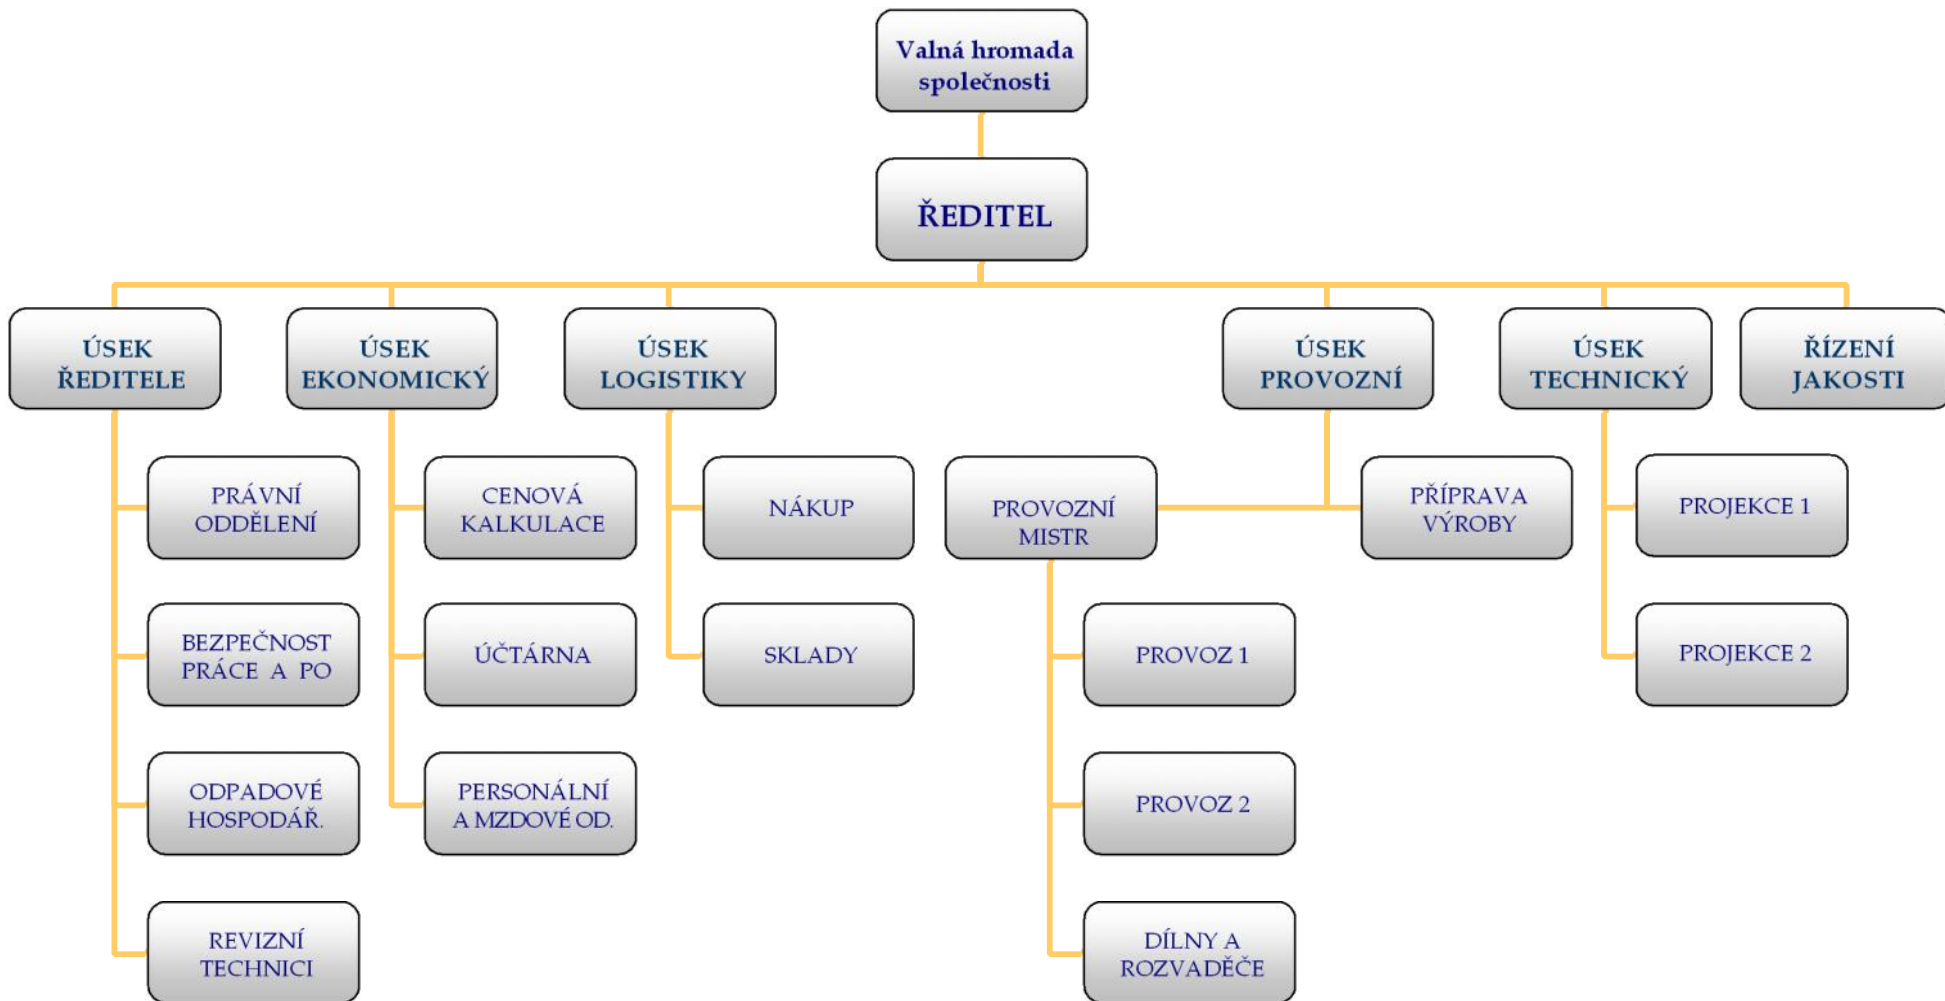 Valná hromada
společnosti
ŘEDITEL
ÚSEK
ŘEDITELE
ÚSEK
EKONOMICKÝ
ÚSEK
LOGISTIKY
ÚSEK
PROVOZNÍ
ÚSEK
TECHNICKÝ
ŘÍZENÍ
JAKOSTI
PRÁVNÍ
ODDĚLENÍ
CENOVÁ
KALKULACE
NÁKUP
PROVOZNÍ
MISTR
PŘÍPRAVA
VÝROBY
PROJEKCE 1
BEZPEČNOST
PRÁCE A PO
ÚČTÁRNA
SKLADY
PROVOZ 1
PROJEKCE 2
ODPADOVÉ
HOSPODÁŘ.
PERSONÁLNÍ
A MZDOVÉ OD.
PROVOZ 2
REVIZNÍ
TECHNICI
DÍLNY A
ROZVADĚČE